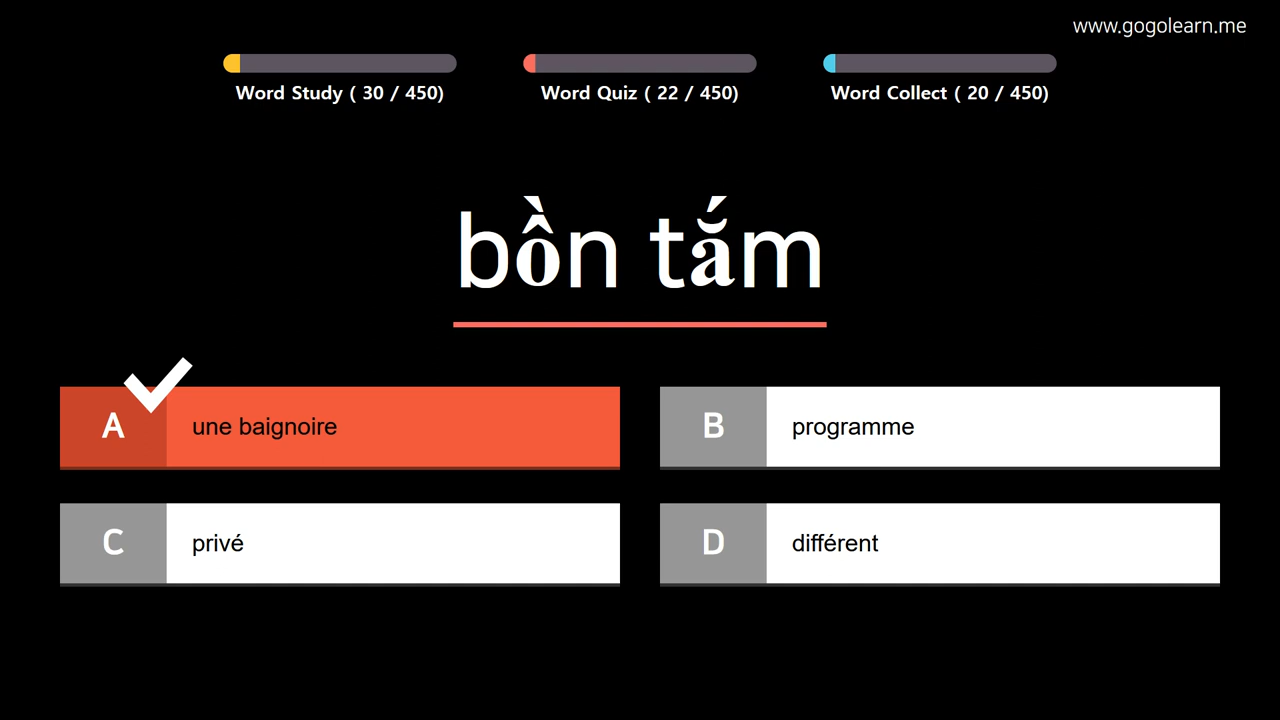 www.gogolearn.me
Word Study ( 30 / 450)
Word Quiz ( 22 / 450)
Word Collect ( 20 / 450)
bồn tắm
A une baignoire
B programme
C privé
D différent